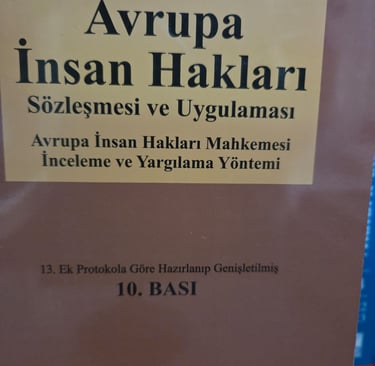 Avrupa
İnsan Hakları
Sözleşmesi ve Uygulaması
Avrupa İnsan Hakları Mahkemesi
İnceleme ve Yargılama Yöntemi
13. Ek Protokola Göre Hazırlanıp Genişletilmiş
10. BASI